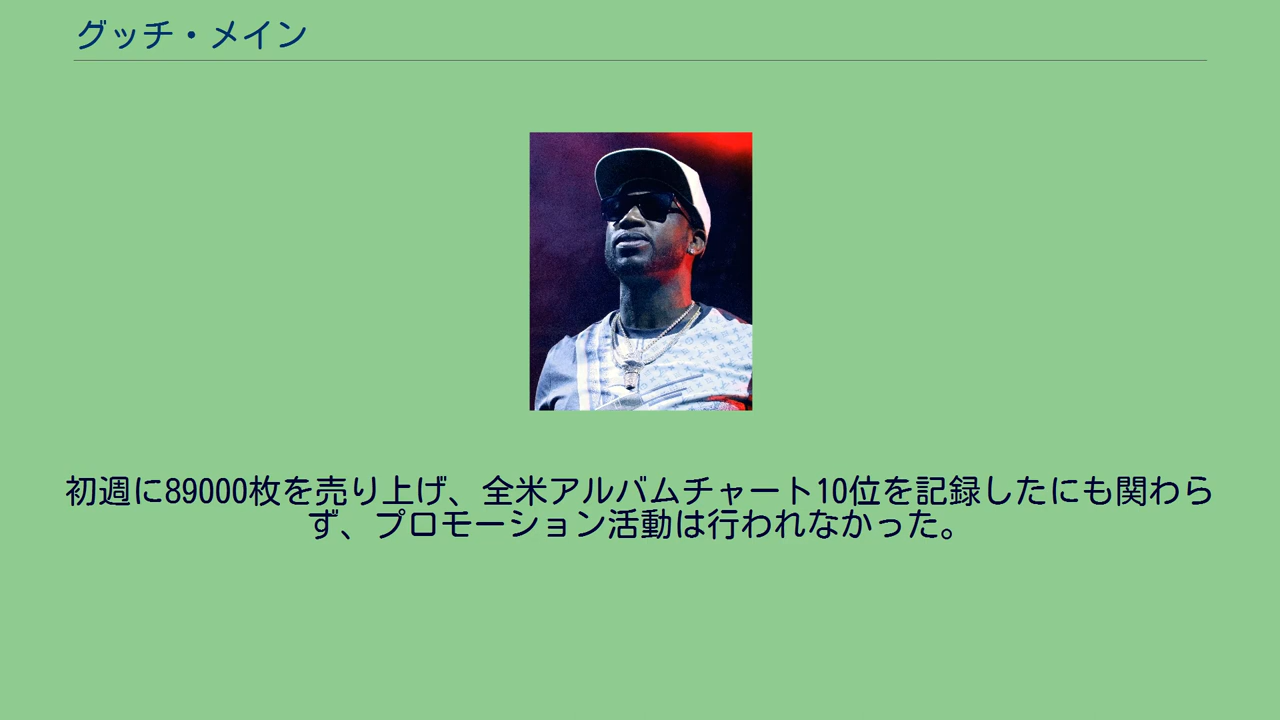 グッチ・メイン
初週に89000枚を売り上げ、全米アルバムチャート10位を記録したにも関わら
ず、プロモーション活動は行われなかった。